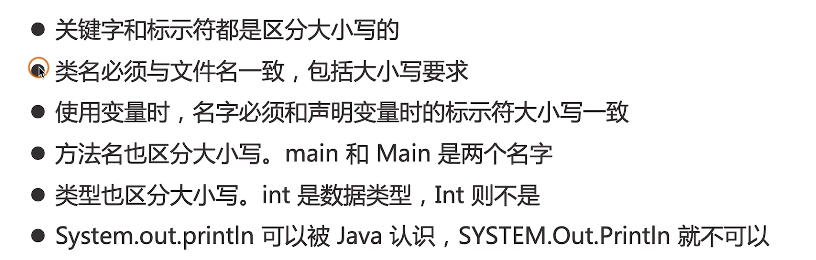 ● 关键字和标示符都是区分大小写的
● 类名必须与文件名一致，包括大小写要求
● 使用变量时，名字必须和声明变量时的标示符大小写一致
● 方法名也区分大小写。main 和 Main 是两个名字
● 类型也区分大小写。int 是数据类型，Int 则不是
● System.out.println 可以被 Java 认识，SYSTEM.Out.Println 就不可以